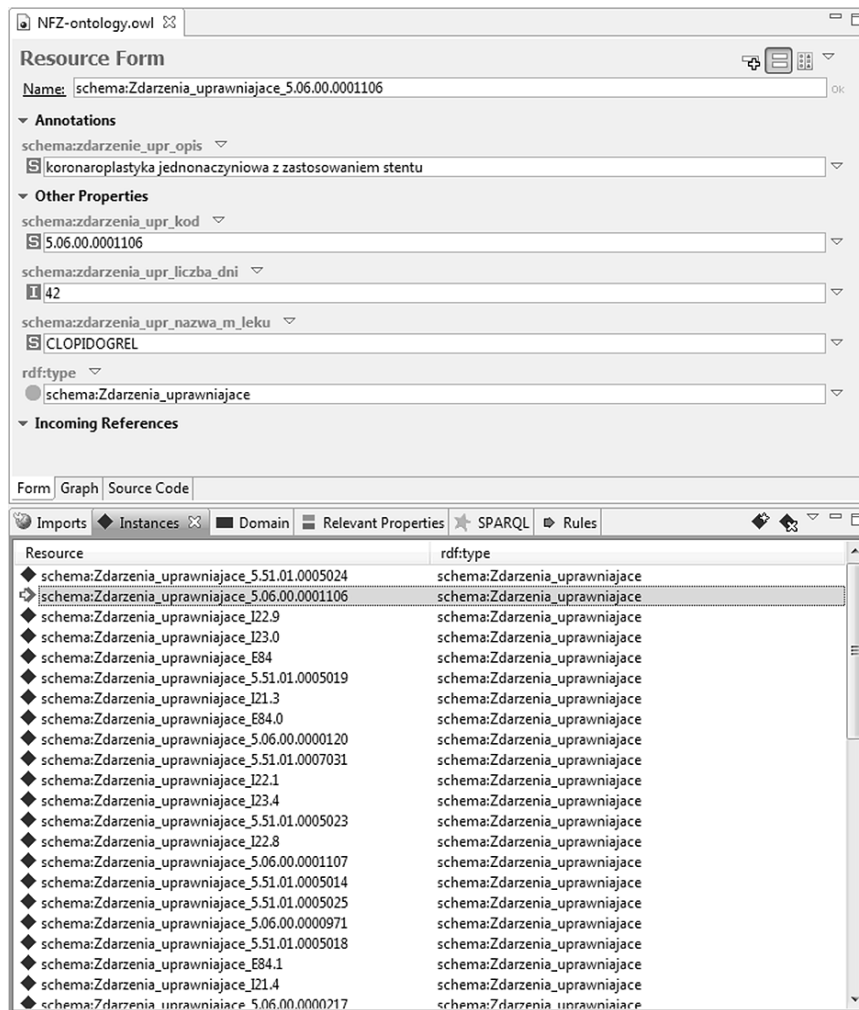 NFZ-ontology.owl
Resource Form
Name: schema:Zdarzenia_uprawniajace_5.06.00.0001106 OK
Annotations
schema:zdarzenie_upr_opis
S koronaroplastyka jednonaczyniowa z zastosowaniem stentu
Other Properties
schema:zdarzenia_upr_kod
S 5.06.00.0001106
schema:zdarzenia_upr_liczba_dni
I 42
schema:zdarzenia_upr_nazwa_m_leku
S CLOPIDOGREL
rdf:type
schema:Zdarzenia_uprawniajace
Incoming References
Form Graph Source Code
Imports Instances Domain Relevant Properties SPARQL Rules
Resource rdf:type
schema:Zdarzenia_uprawniajace_5.51.01.0005024 schema:Zdarzenia_uprawniajace
schema:Zdarzenia_uprawniajace_5.06.00.0001106 schema:Zdarzenia_uprawniajace
schema:Zdarzenia_uprawniajace_I22.9 schema:Zdarzenia_uprawniajace
schema:Zdarzenia_uprawniajace_I23.0 schema:Zdarzenia_uprawniajace
schema:Zdarzenia_uprawniajace_E84 schema:Zdarzenia_uprawniajace
schema:Zdarzenia_uprawniajace_5.51.01.0005019 schema:Zdarzenia_uprawniajace
schema:Zdarzenia_uprawniajace_I21.3 schema:Zdarzenia_uprawniajace
schema:Zdarzenia_uprawniajace_E84.0 schema:Zdarzenia_uprawniajace
schema:Zdarzenia_uprawniajace_5.06.00.0000120 schema:Zdarzenia_uprawniajace
schema:Zdarzenia_uprawniajace_5.51.01.0007031 schema:Zdarzenia_uprawniajace
schema:Zdarzenia_uprawniajace_I22.1 schema:Zdarzenia_uprawniajace
schema:Zdarzenia_uprawniajace_I23.4 schema:Zdarzenia_uprawniajace
schema:Zdarzenia_uprawniajace_5.51.01.0005023 schema:Zdarzenia_uprawniajace
schema:Zdarzenia_uprawniajace_I22.8 schema:Zdarzenia_uprawniajace
schema:Zdarzenia_uprawniajace_5.06.00.0001107 schema:Zdarzenia_uprawniajace
schema:Zdarzenia_uprawniajace_5.51.01.0005014 schema:Zdarzenia_uprawniajace
schema:Zdarzenia_uprawniajace_5.51.01.0005025 schema:Zdarzenia_uprawniajace
schema:Zdarzenia_uprawniajace_5.06.00.0000971 schema:Zdarzenia_uprawniajace
schema:Zdarzenia_uprawniajace_5.51.01.0005018 schema:Zdarzenia_uprawniajace
schema:Zdarzenia_uprawniajace_E84.1 schema:Zdarzenia_uprawniajace
schema:Zdarzenia_uprawniajace_I21.4 schema:Zdarzenia_uprawniajace
schema:Zdarzenia_uprawniajace_5.06.00.0000217 schema:Zdarzenia_uprawniajace